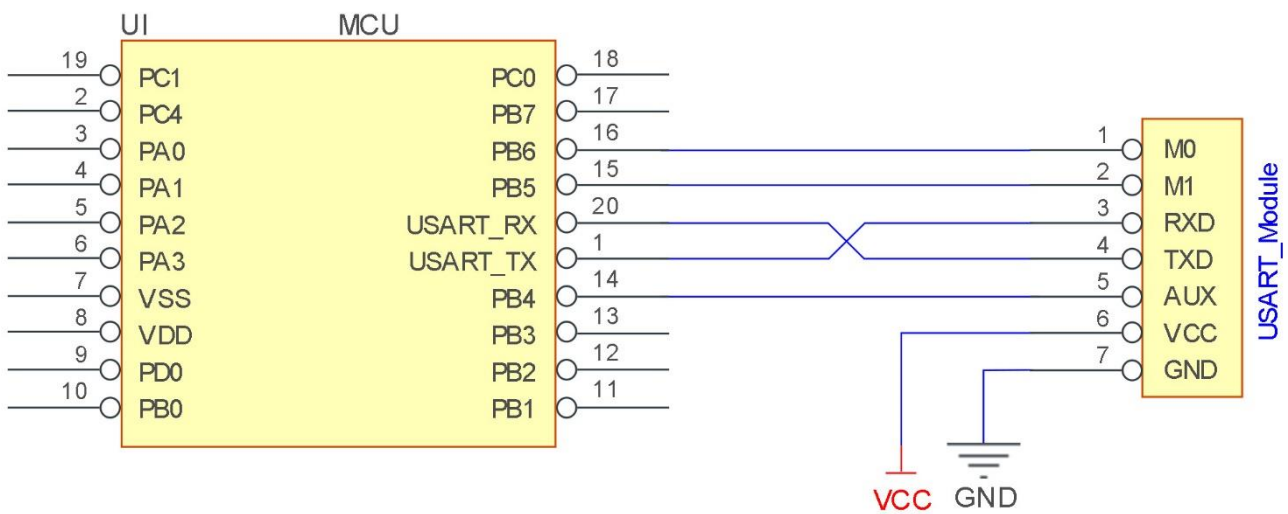 UI MCU
19 PC1 PC0 18
2 PC4 PB7 17
3 PA0 PB6 16 1 M0
4 PA1 PB5 15 2 M1
5 PA2 USART_RX 20 3 RXD
6 PA3 USART_TX 1 4 TXD
7 VSS PB4 14 5 AUX
8 VDD PB3 13 6 VCC
9 PD0 PB2 12 7 GND
10 PB0 PB1 11
USART_Module
VCC GND